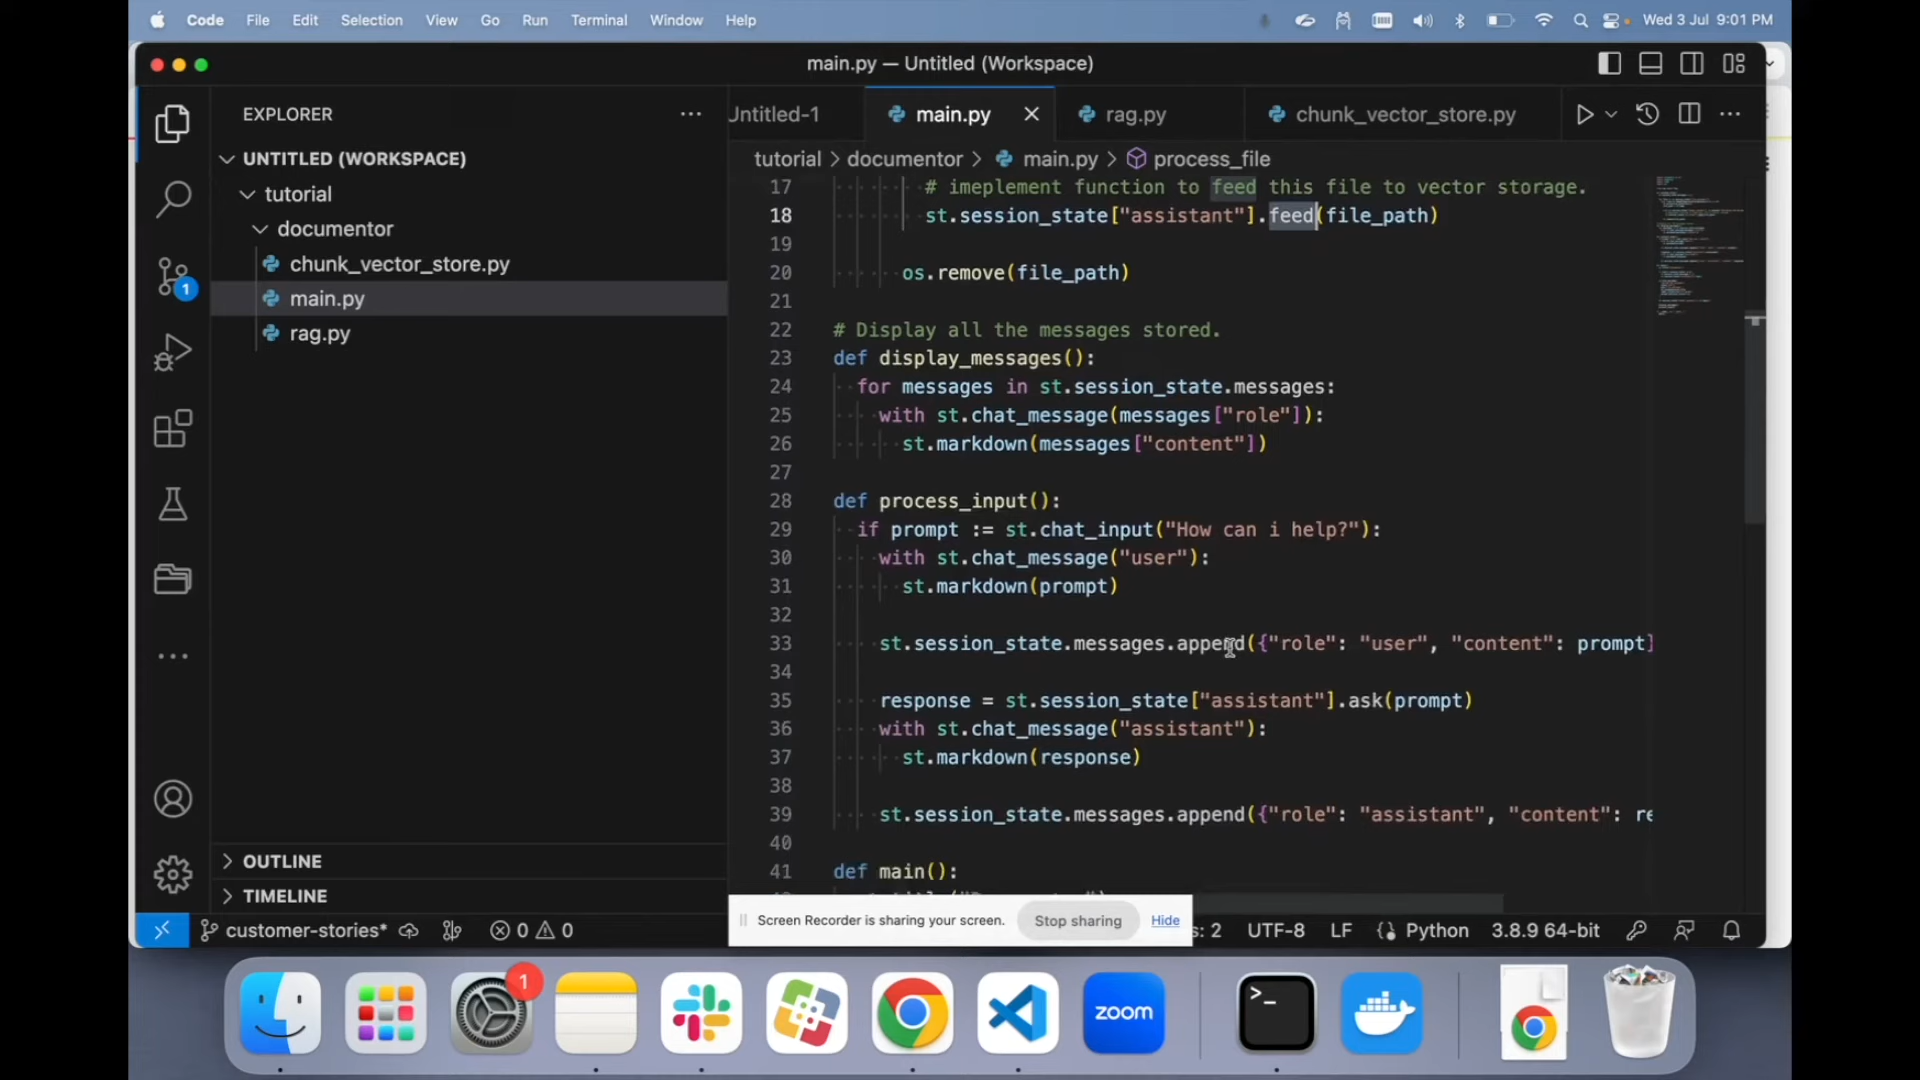 Code File Edit Selection View Go Run Terminal Window Help Wed 3 Jul 9:01 PM
main.py — Untitled (Workspace)
EXPLORER
UNTITLED (WORKSPACE)
tutorial
documentor
chunk_vector_store.py
main.py
rag.py
OUTLINE
TIMELINE
1
Untitled-1 main.py rag.py chunk_vector_store.py
tutorial > documentor > main.py > process_file
17 # imeplement function to feed this file to vector storage.
18 st.session_state["assistant"].feed(file_path)
19
20 os.remove(file_path)
21
22 # Display all the messages stored.
23 def display_messages():
24 for messages in st.session_state.messages:
25 with st.chat_message(messages["role"]):
26 st.markdown(messages["content"])
27
28 def process_input():
29 if prompt := st.chat_input("How can i help?"):
30 with st.chat_message("user"):
31 st.markdown(prompt)
32
33 st.session_state.messages.append({"role": "user", "content": prompt}
34
35 response = st.session_state["assistant"].ask(prompt)
36 with st.chat_message("assistant"):
37 st.markdown(response)
38
39 st.session_state.messages.append({"role": "assistant", "content": re
40
41 def main():
Screen Recorder is sharing your screen. Stop sharing Hide
customer-stories* 0 0 s: 2 UTF-8 LF Python 3.8.9 64-bit
1
zoom
>_